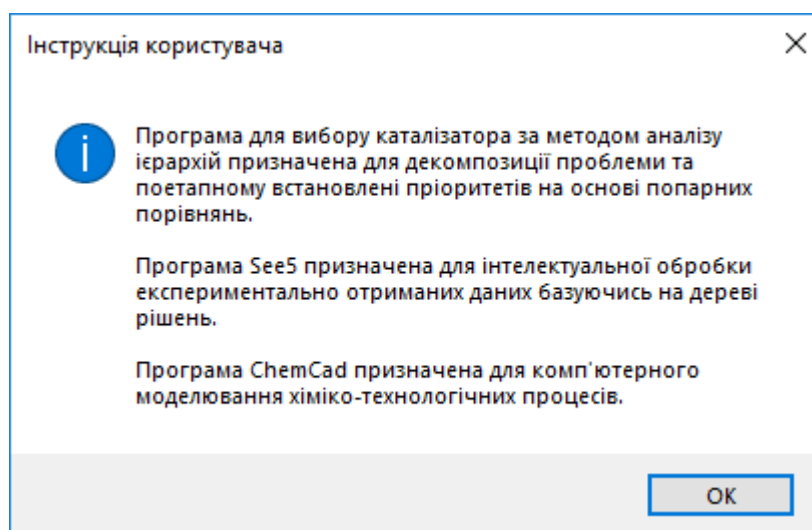 Інструкція користувача
Програма для вибору каталізатора за методом аналізу
ієрархій призначена для декомпозиції проблеми та
поетапному встановлені пріоритетів на основі попарних
порівнянь.
Програма See5 призначена для інтелектуальної обробки
експериментально отриманих даних базуючись на дереві
рішень.
Програма ChemCad призначена для комп'ютерного
моделювання хіміко-технологічних процесів.
ОК